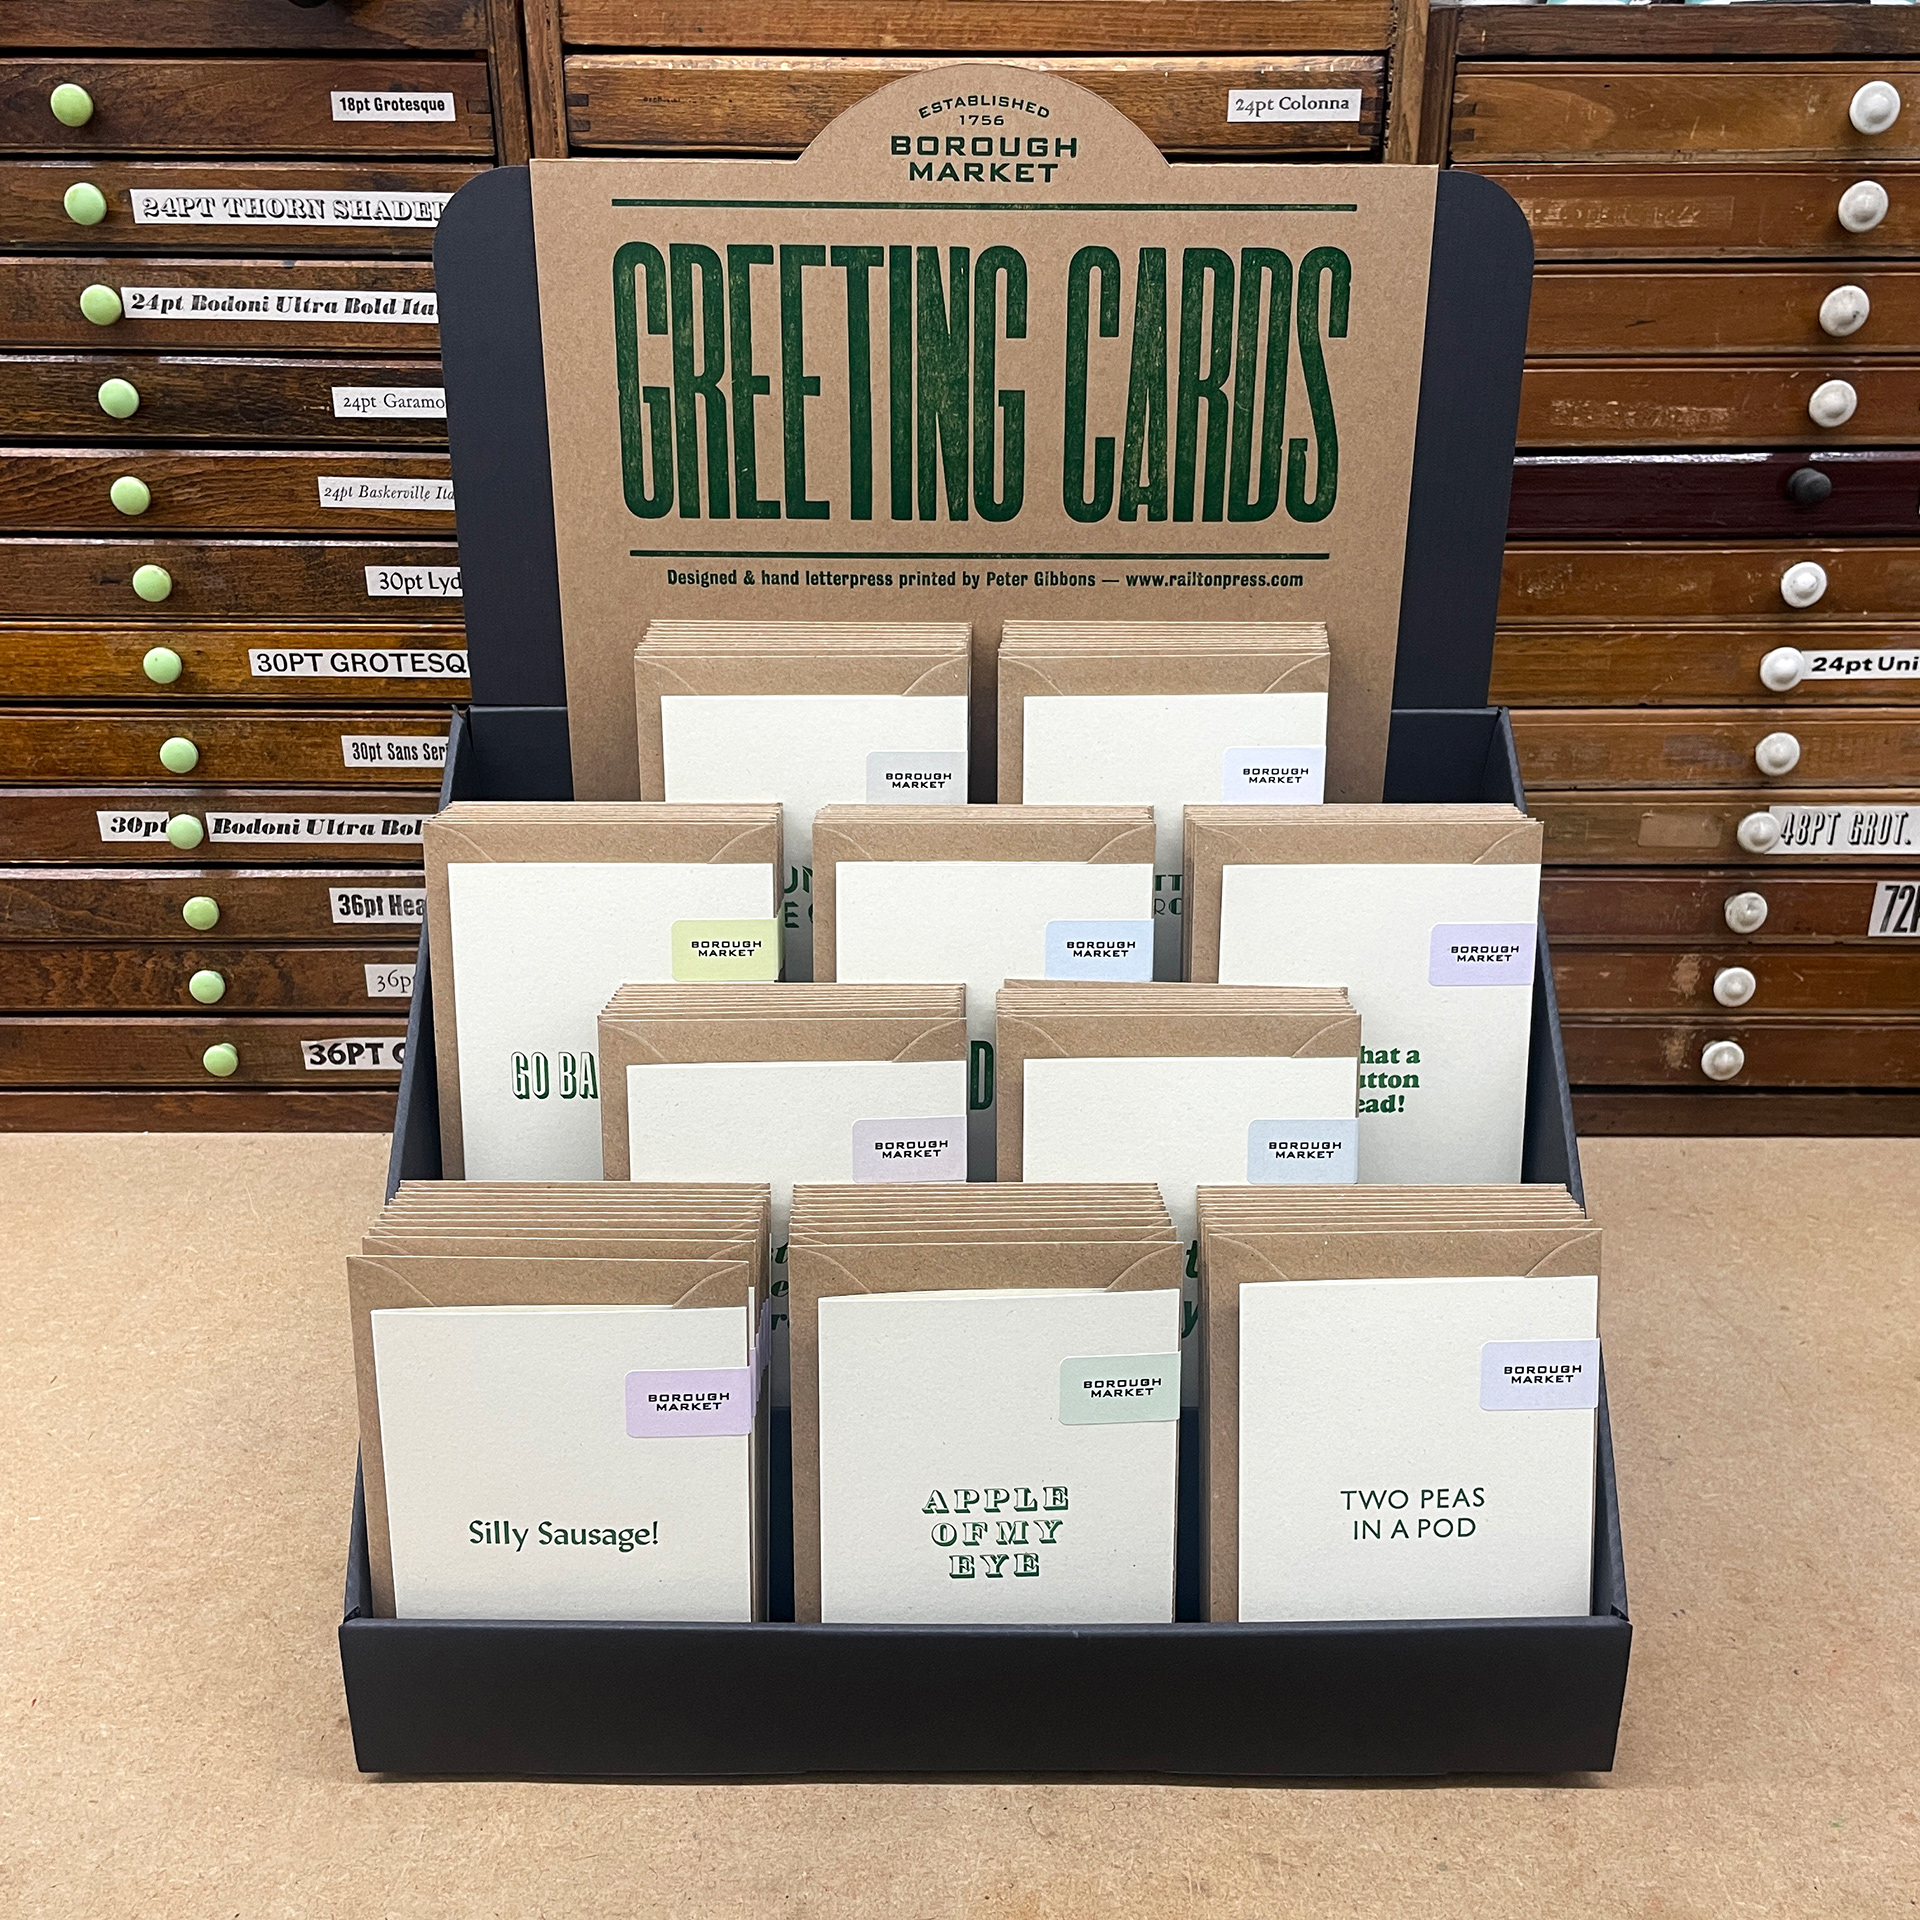 18pt Grotesque
24PT THORN SHADED
24pt Bodoni Ultra Bold Ita
24pt Garamo
24pt Baskerville Ita
30pt Lyd
30PT GROTESQ
30pt Sans Seri
30pt Bodoni Ultra Bol
36pt Hea
36pt
36PT G
24pt Colonna
24pt Uni
48PT GROT.
72
ESTABLISHED
1756
BOROUGH
MARKET
GREETING CARDS
Designed & hand letterpress printed by Peter Gibbons — www.railtonpress.com
BOROUGH
MARKET
BOROUGH
MARKET
BOROUGH
MARKET
GO BA
BOROUGH
MARKET
D
BOROUGH
MARKET
hat a
utton
ead!
BOROUGH
MARKET
BOROUGH
MARKET
BOROUGH
MARKET
Silly Sausage!
BOROUGH
MARKET
APPLE
OF MY
EYE
BOROUGH
MARKET
TWO PEAS
IN A POD